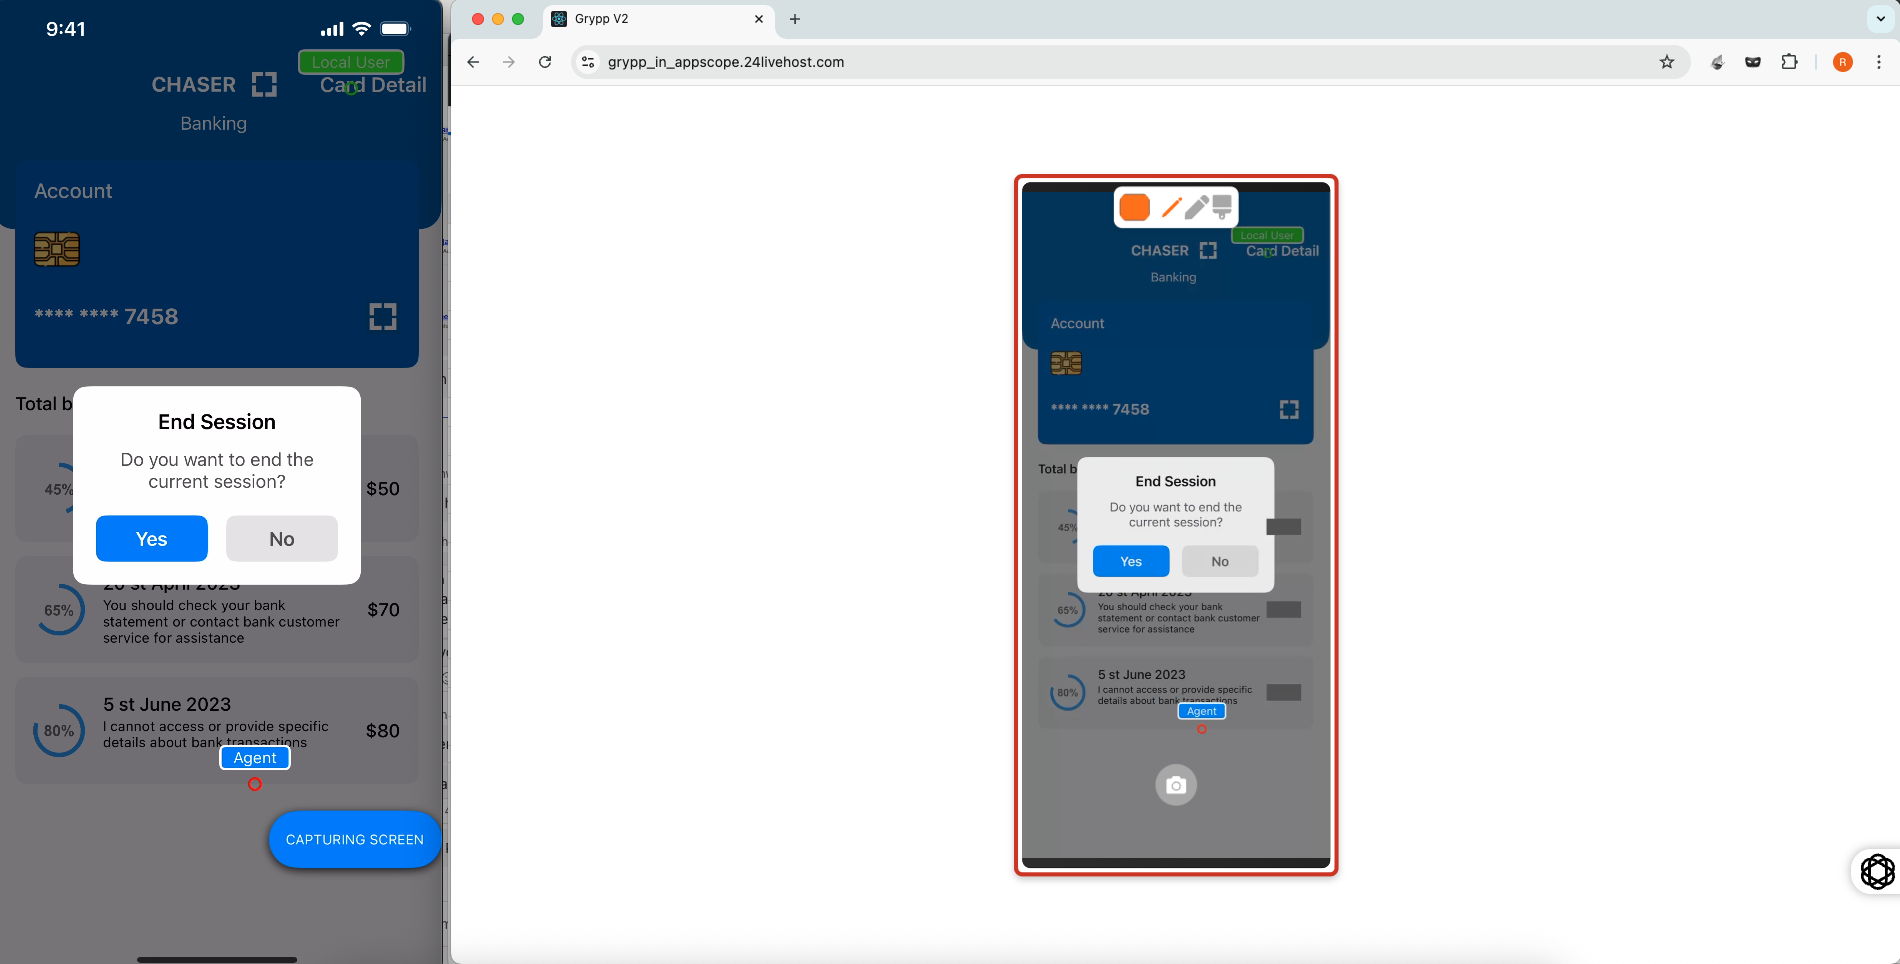 9:41
Local User
CHASER
Card Detail
Banking
Account
**** **** 7458
Total b
End Session
Do you want to end the
current session?
Yes
No
45%
$50
20 st April 2023
65%
You should check your bank
statement or contact bank customer
service for assistance
$70
5 st June 2023
80%
I cannot access or provide specific
details about bank transactions
$80
Agent
CAPTURING SCREEN
Grypp V2
grypp_in_appscope.24livehost.com
R
Local User
CHASER
Card Detail
Banking
Account
**** **** 7458
Total b
End Session
Do you want to end the
current session?
Yes
No
45%
20 st April 2023
65%
You should check your bank
statement or contact bank customer
service for assistance
5 st June 2023
80%
I cannot access or provide specific
details about bank transactions
Agent